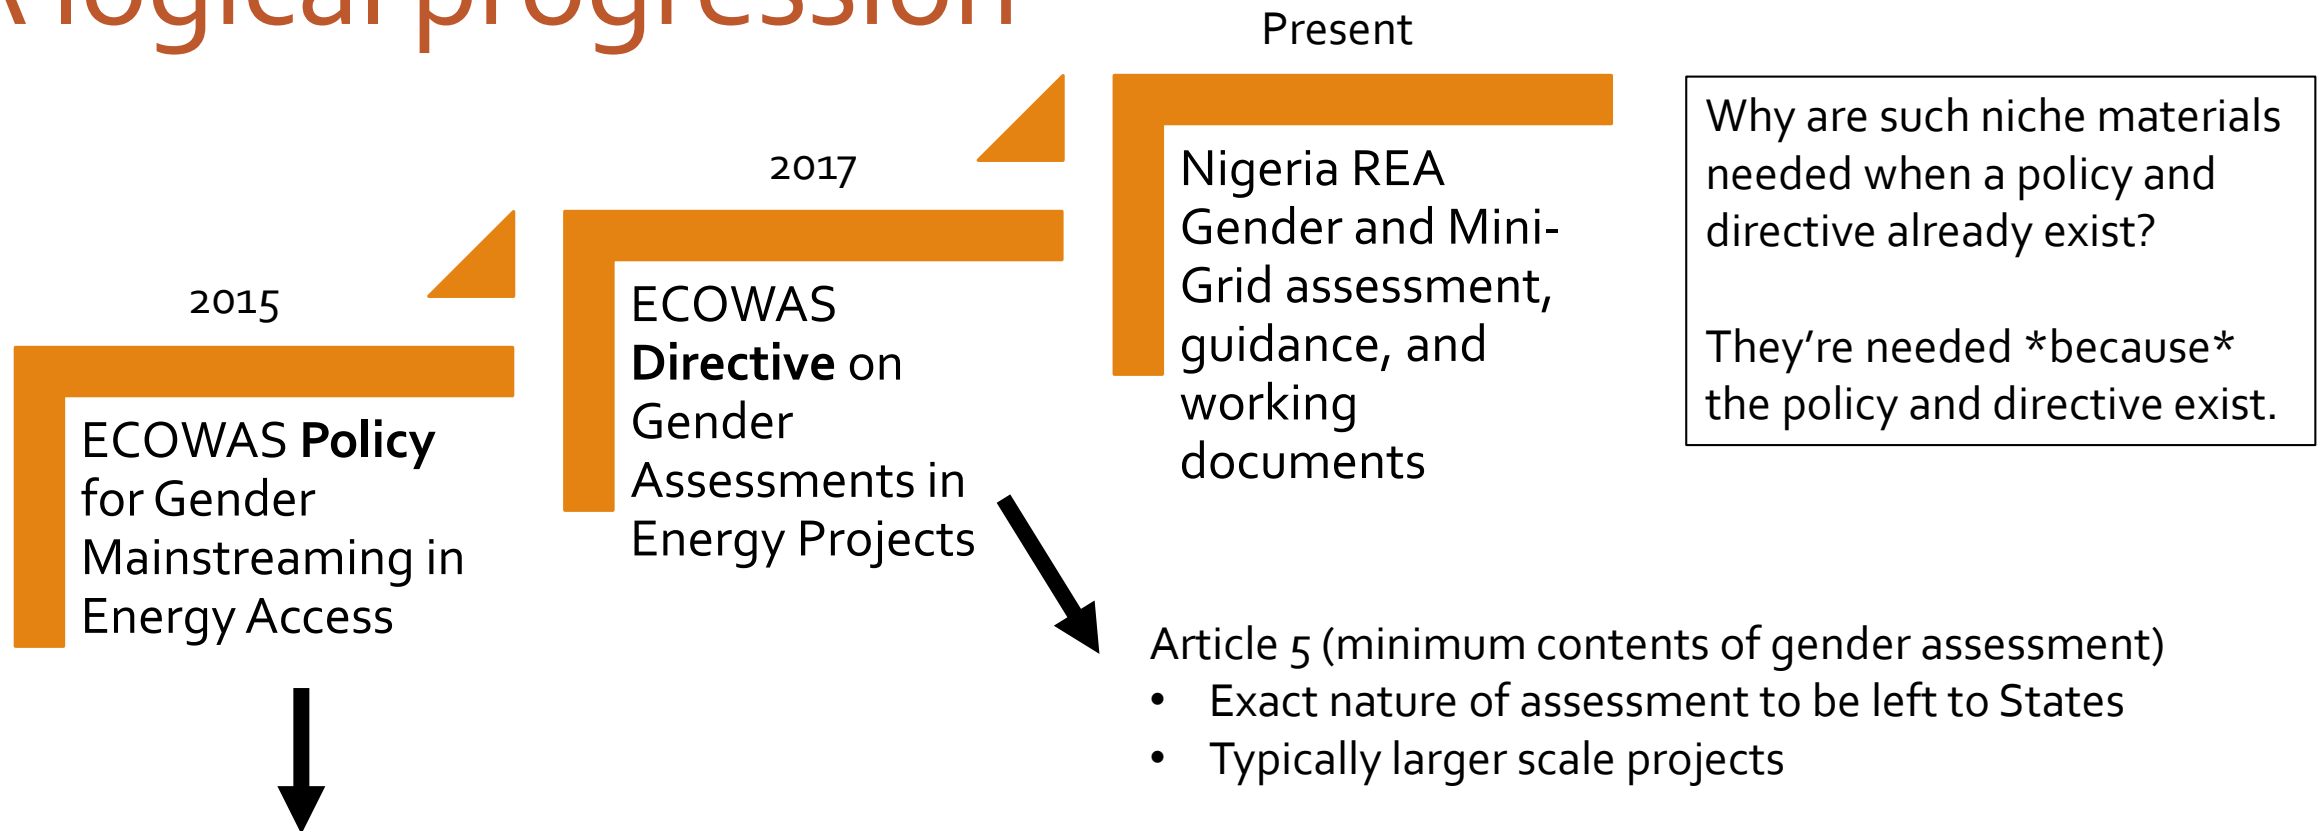 A logical progression
2015
ECOWAS Policy
for Gender
Mainstreaming in
Energy Access
2017
ECOWAS
Directive on
Gender
Assessments in
Energy Projects
Present
Nigeria REA
Gender and Mini-
Grid assessment,
guidance, and
working
documents
Why are such niche materials
needed when a policy and
directive already exist?
They’re needed *because*
the policy and directive exist.
Article 5 (minimum contents of gender assessment)
• Exact nature of assessment to be left to States
• Typically larger scale projects